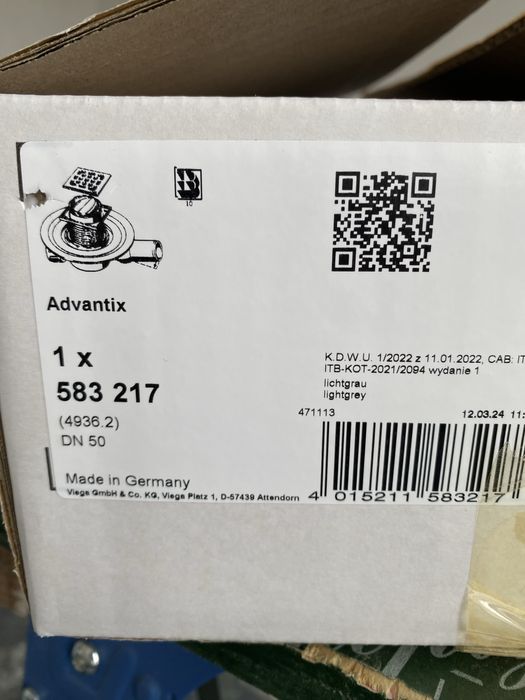 Advantix
1 x
583 217
(4936.2)
DN 50
Made in Germany
Viega GmbH & Co. KG, Viega Platz 1, D-57439 Attendorn
K.D.W.U. 1/2022 z 11.01.2022, CAB: IT
ITB-KOT-2021/2094 wydanie 1
lichtgrau
lightgrey
471113 12.03.24 11:
4 015211 583217